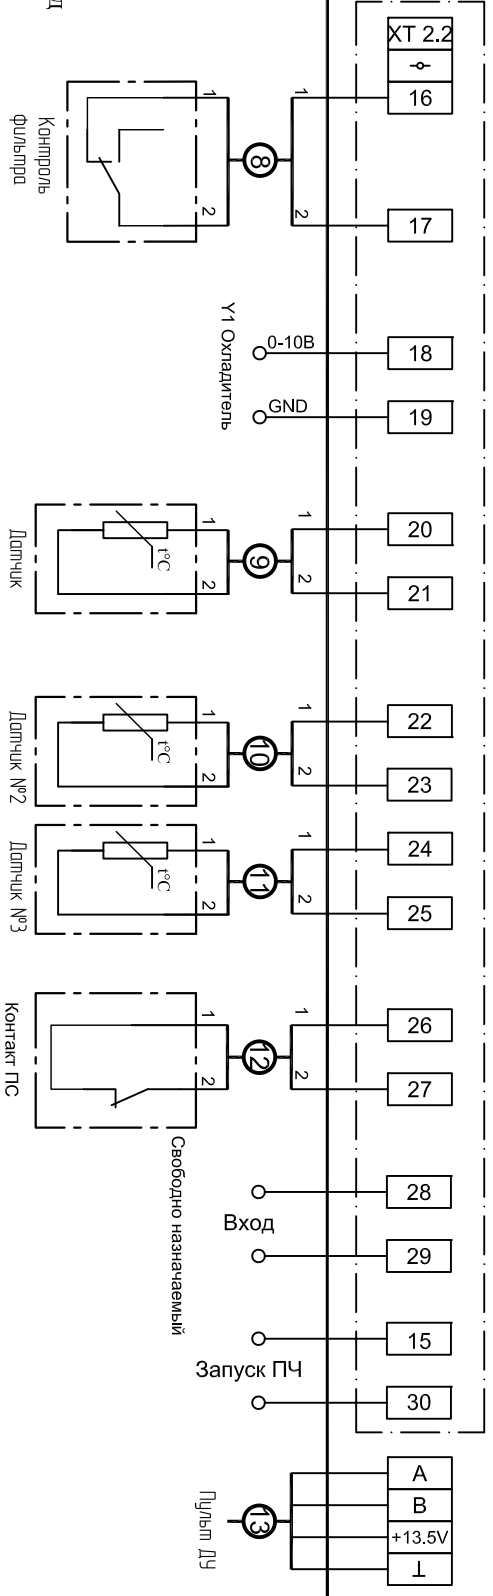 д
XT 2.2
16
1
Контроль
фильтра
8
2
17
1
2
18
0-10В
Y1 Охладитель
19
GND
20
1
1
Датчик
t°C
9
21
2
2
22
1
1
Датчик №2
t°C
10
23
2
2
24
1
1
Датчик №3
t°C
11
25
2
2
26
1
1
Контакт ПС
12
27
2
2
28
Свободно назначаемый
Вход
29
15
Запуск ПЧ
30
A
B
+13.5V
⊥
Пульт ДУ
13